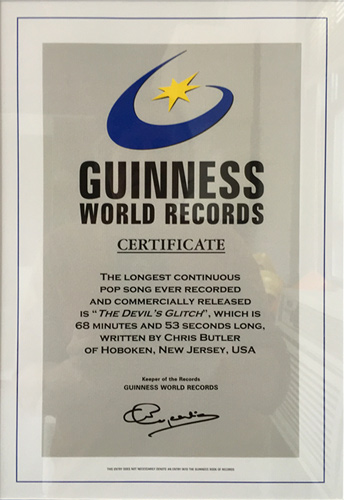 GUINNESS
WORLD RECORDS
CERTIFICATE
THE LONGEST CONTINUOUS
POP SONG EVER RECORDED
AND COMMERCIALLY RELEASED
IS "THE DEVIL'S GLITCH", WHICH IS
68 MINUTES AND 53 SECONDS LONG,
WRITTEN BY CHRIS BUTLER
OF HOBOKEN, NEW JERSEY, USA
Keeper of the Records
GUINNESS WORLD RECORDS
THIS ENTRY DOES NOT NECESSARILY DENOTE AN ENTRY INTO THE GUINNESS BOOK OF RECORDS